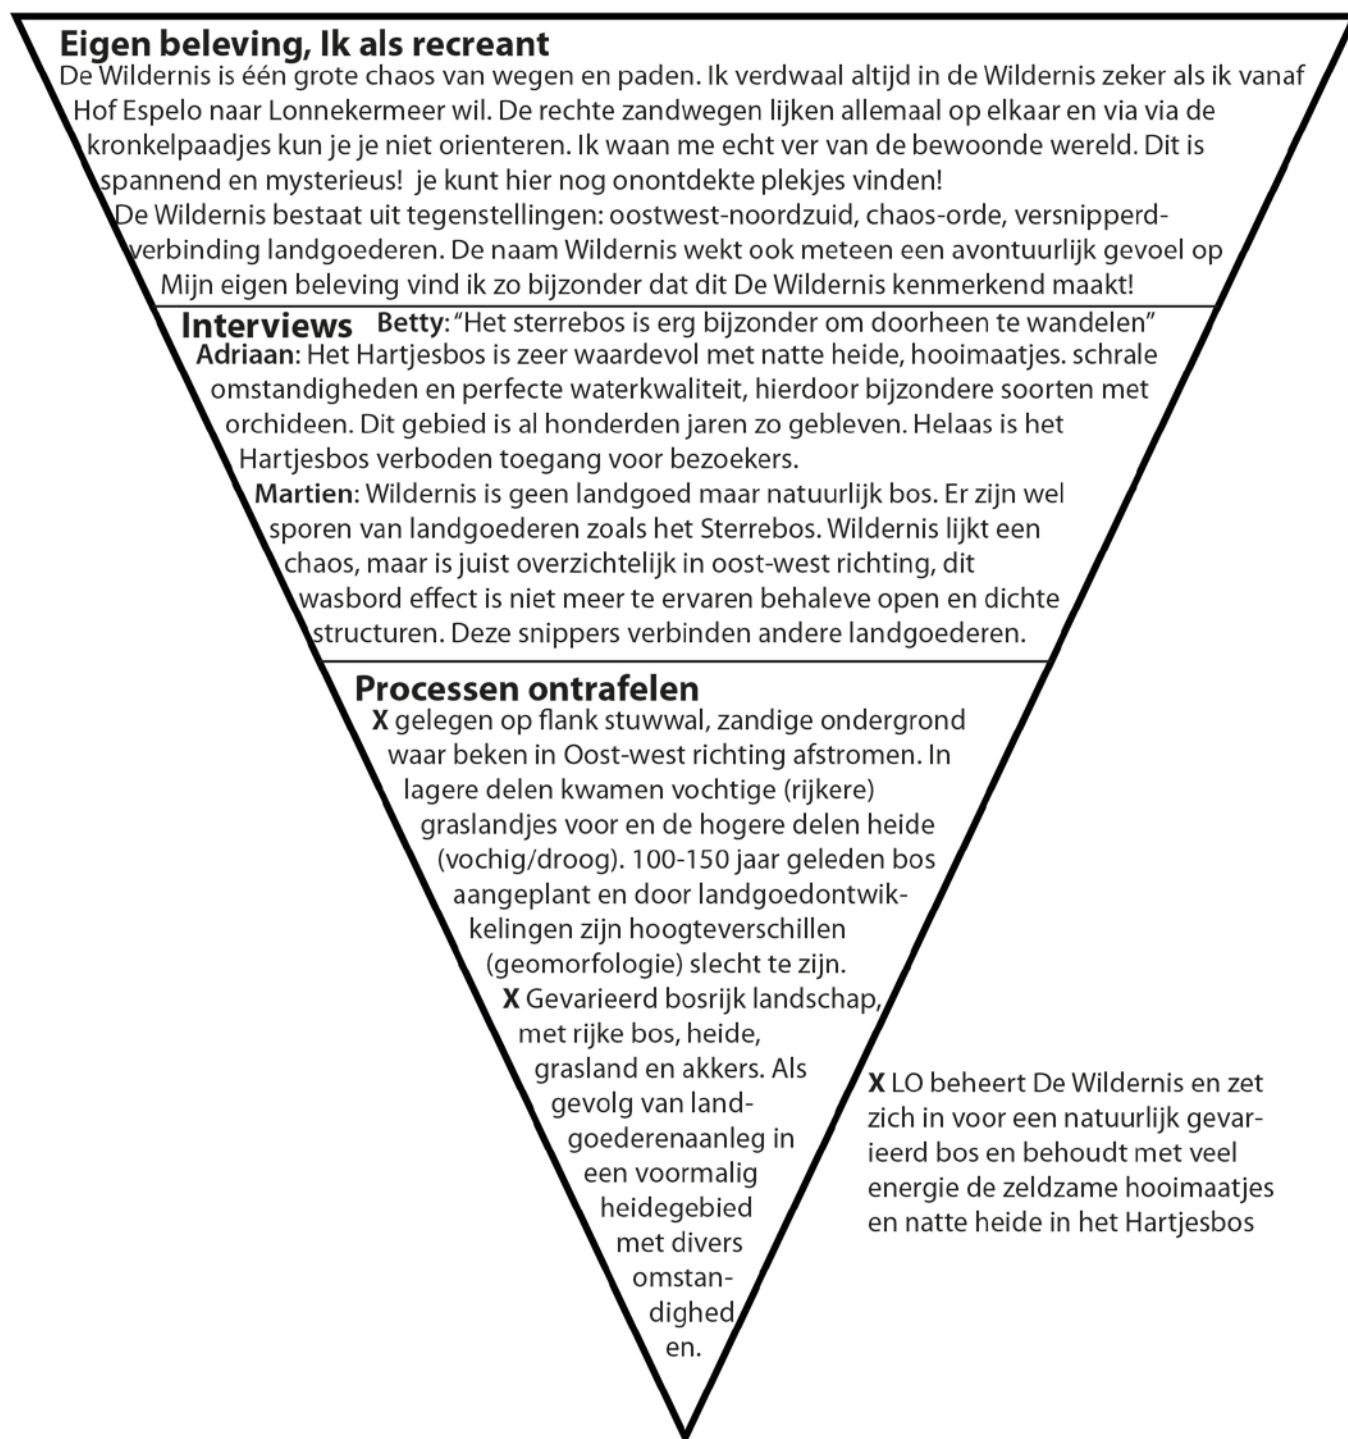 Eigen beleving, Ik als recreant
De Wildernis is één grote chaos van wegen en paden. Ik verdwaal altijd in de Wildernis zeker als ik vanaf
Hof Espelo naar Lonnekermeer wil. De rechte zandwegen lijken allemaal op elkaar en via via de
kronkelpaadjes kun je je niet orienteren. Ik waan me echt ver van de bewoonde wereld. Dit is
spannend en mysterieus! je kunt hier nog onontdekte plekjes vinden!
De Wildernis bestaat uit tegenstellingen: oostwest-noordzuid, chaos-orde, versnipperd-
verbinding landgoederen. De naam Wildernis wekt ook meteen een avontuurlijk gevoel op
Mijn eigen beleving vind ik zo bijzonder dat dit De Wildernis kenmerkend maakt!
Interviews Betty: “Het sterrebos is erg bijzonder om doorheen te wandelen”
Adriaan: Het Hartjesbos is zeer waardevol met natte heide, hooimaatjes. schrale
omstandigheden en perfecte waterkwaliteit, hierdoor bijzondere soorten met
orchideen. Dit gebied is al honderden jaren zo gebleven. Helaas is het
Hartjesbos verboden toegang voor bezoekers.
Martien: Wildernis is geen landgoed maar natuurlijk bos. Er zijn wel
sporen van landgoederen zoals het Sterrebos. Wildernis lijkt een
chaos, maar is juist overzichtelijk in oost-west richting, dit
wasbord effect is niet meer te ervaren behaleve open en dichte
structuren. Deze snippers verbinden andere landgoederen.
Processen ontrafelen
X gelegen op flank stuwwal, zandige ondergrond
waar beken in Oost-west richting afstromen. In
lagere delen kwamen vochtige (rijkere)
graslandjes voor en de hogere delen heide
(vochig/droog). 100-150 jaar geleden bos
aangeplant en door landgoedontwik-
kelingen zijn hoogteverschillen
(geomorfologie) slecht te zijn.
X Gevarieerd bosrijk landschap,
met rijke bos, heide,
grasland en akkers. Als
gevolg van land-
goederenaanleg in
een voormalig
heidegebied
met divers
omstan-
dighed
en.
X LO beheert De Wildernis en zet
zich in voor een natuurlijk gevar-
ieerd bos en behoudt met veel
energie de zeldzame hooimaatjes
en natte heide in het Hartjesbos